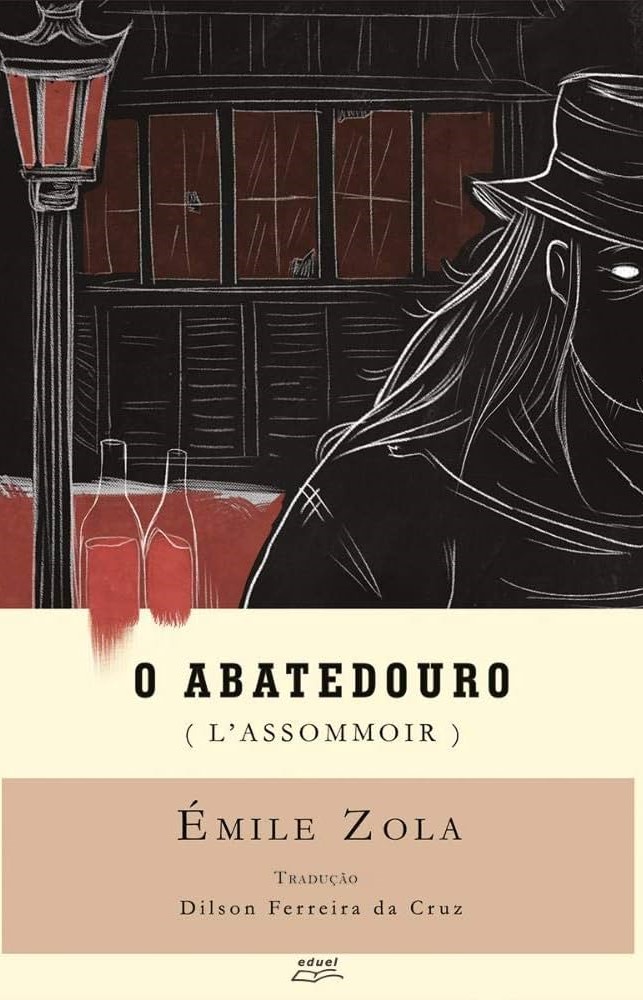 O ABATEDOURO
( L'ASSOMMOIR )
ÉMILE ZOLA
TRADUÇÃO
Dilson Ferreira da Cruz
eduel